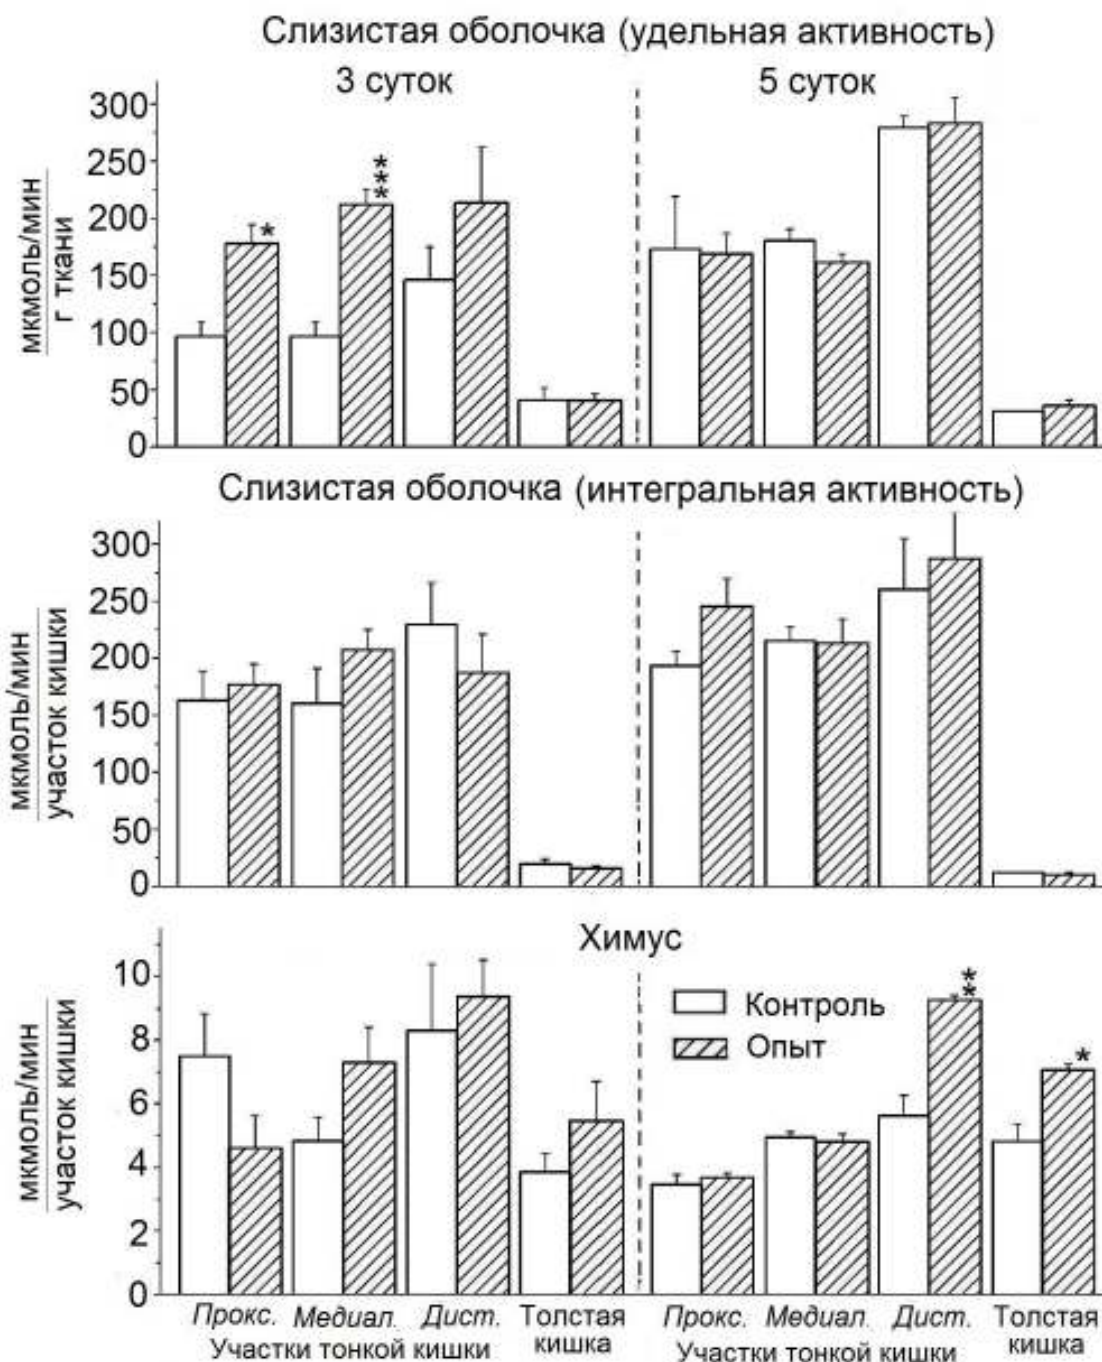 Слизистая оболочка (удельная активность)
3 суток
5 суток
мкмоль/мин
г ткани
300
250
200
150
100
50
0
*
***
Слизистая оболочка (интегральная активность)
мкмоль/мин
участок кишки
300
250
200
150
100
50
0
Химус
мкмоль/мин
участок кишки
10
8
6
4
2
0
Контроль
Опыт
**
*
Прокс. Медиал. Дист. Толстая кишка
Участки тонкой кишки
Прокс. Медиал. Дист. Толстая кишка
Участки тонкой кишки